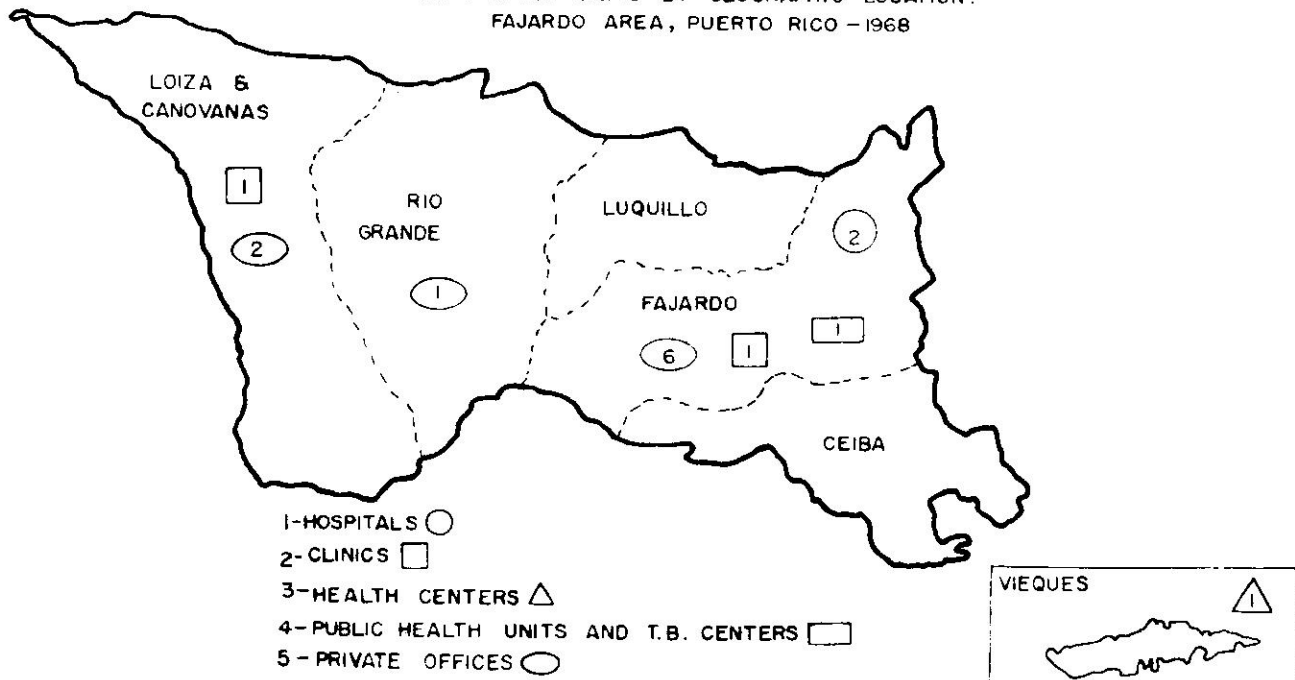 FAJARDO AREA, PUERTO RICO - 1968
LOIZA &
CANOVANAS
1
2
RIO
GRANDE
1
LUQUILLO
2
FAJARDO
6
1
1
CEIBA
1-HOSPITALS
2-CLINICS
3-HEALTH CENTERS
4-PUBLIC HEALTH UNITS AND T.B. CENTERS
5-PRIVATE OFFICES
VIEQUES
1